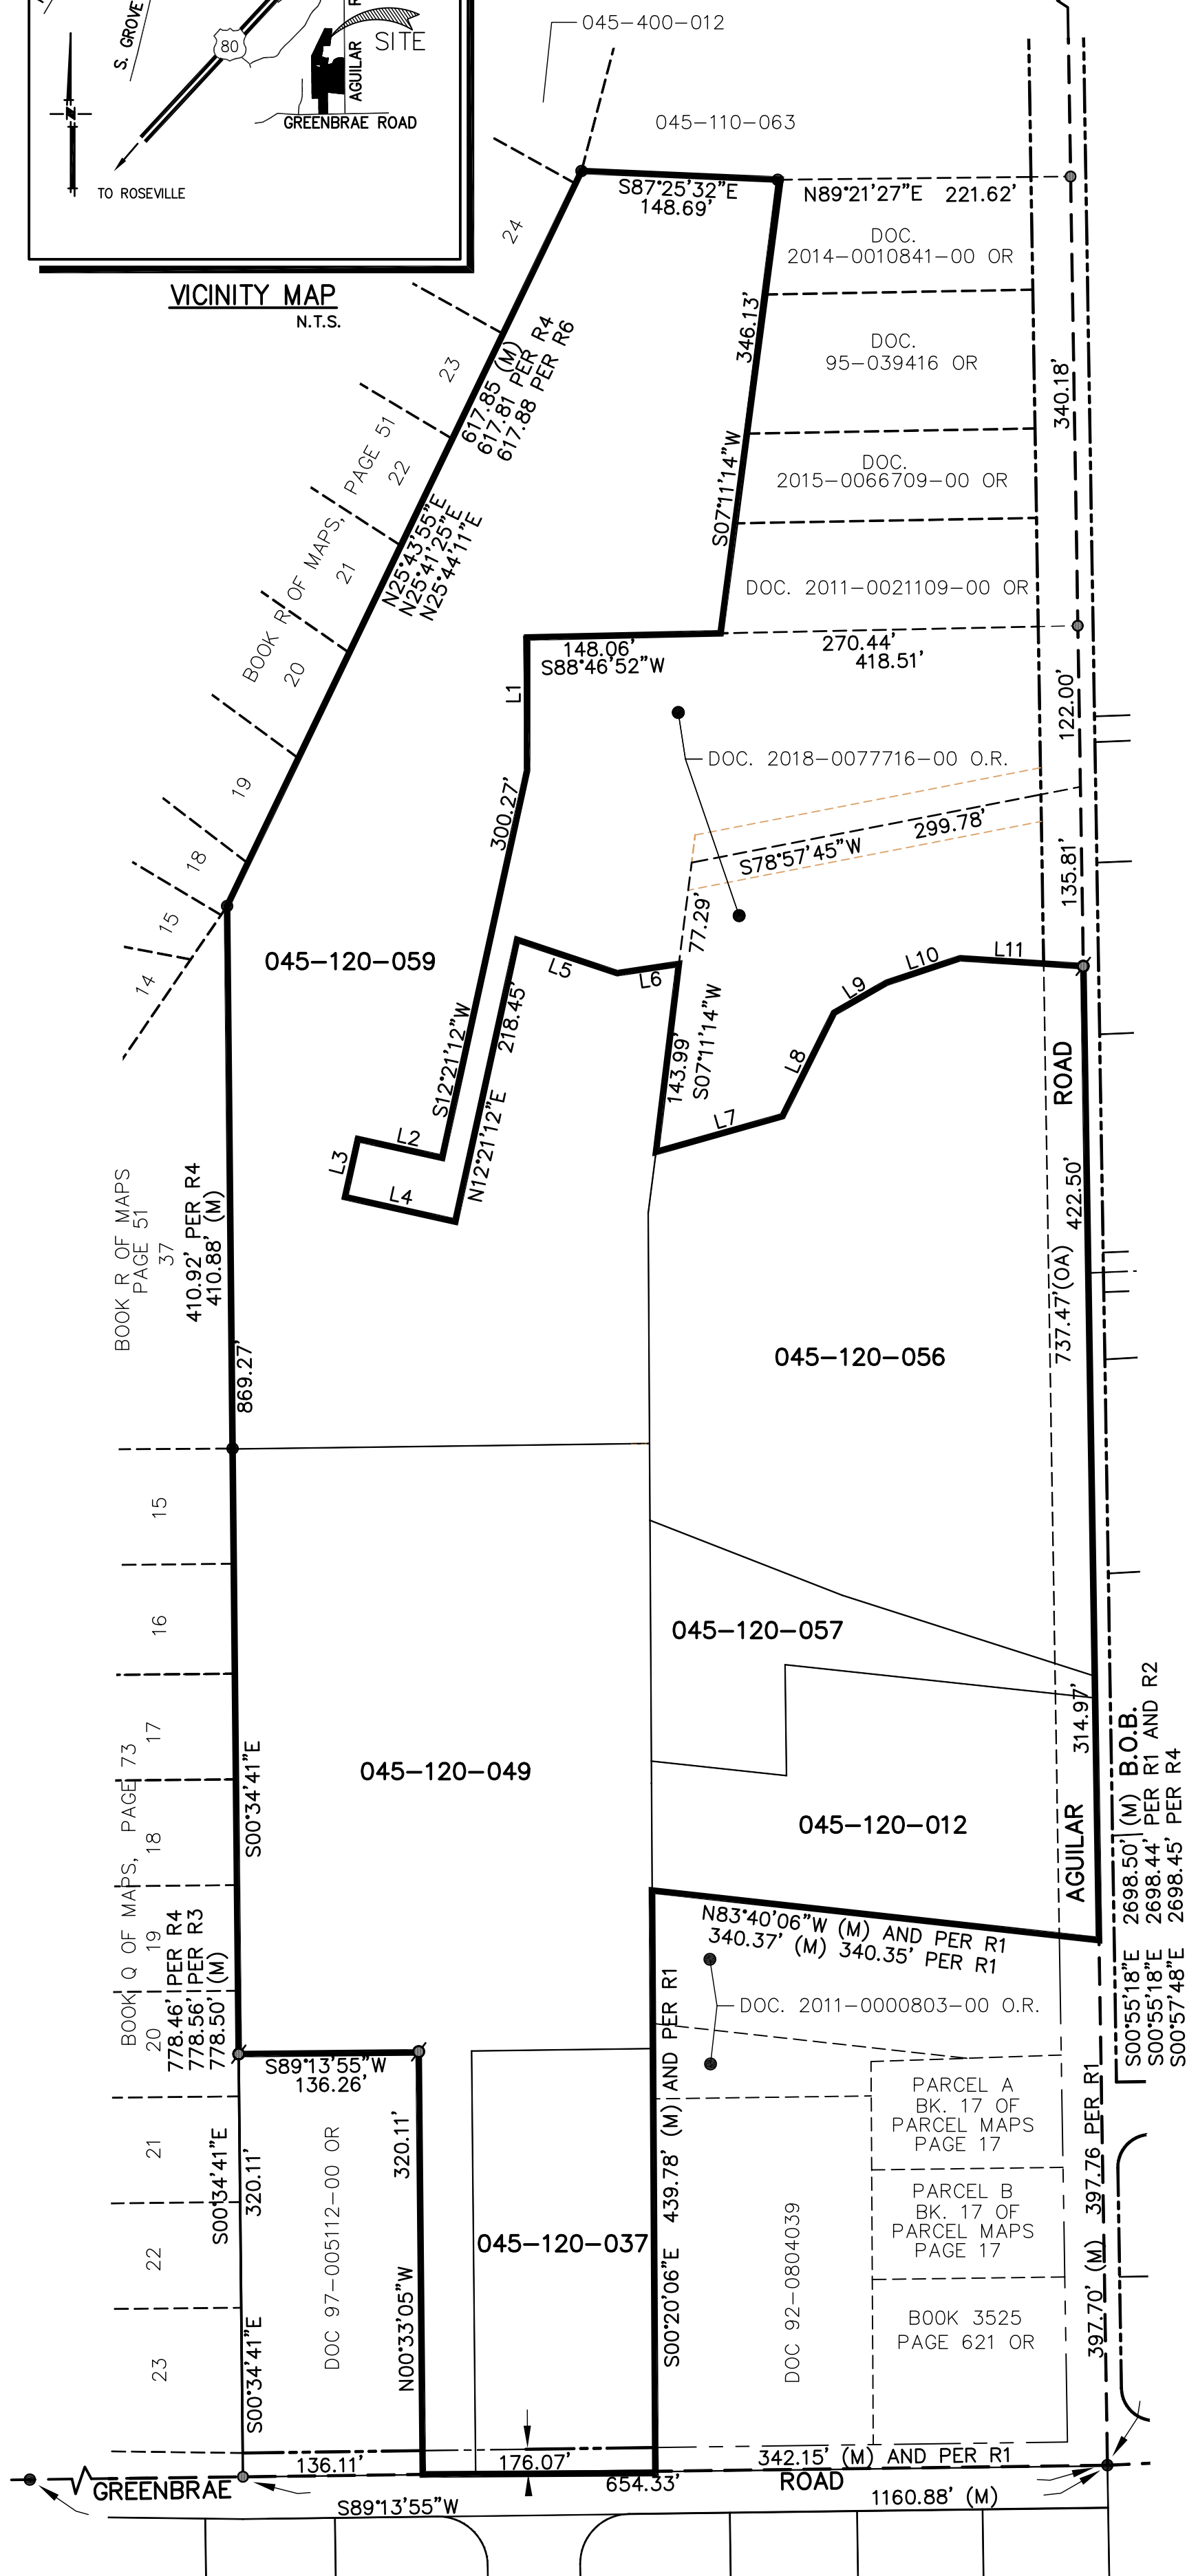 045-400-012
S. GROVE
80
SITE
AGUILAR R
GREENBRAE ROAD
N
TO ROSEVILLE
VICINITY MAP
N.T.S.
045-110-063
S87°25'32"E
148.69'
N89°21'27"E 221.62'
DOC.
2014-0010841-00 OR
DOC.
95-039416 OR
DOC.
2015-0066709-00 OR
DOC. 2011-0021109-00 OR
346.13'
S07°11'14"W
340.18'
24
23
22
21
20
19
18
15
14
BOOK R OF MAPS, PAGE 51
617.85 (M)
617.81 PER R4
617.88 PER R6
N25°43'55"E
N25°41'25"E
N25°44'11"E
148.06'
S88°46'52"W
270.44'
418.51'
L1
122.00'
DOC. 2018-0077716-00 O.R.
300.27'
299.78'
S78°57'45"W
135.81'
77.29'
045-120-059
L5
L6
L10
L11
L9
218.45'
S12°21'12"W
143.99'
S07°11'14"W
L8
ROAD
L7
L2
L3
L4
N12°21'12"E
BOOK R OF MAPS
PAGE 51
37
410.92' PER R4
410.88' (M)
422.50'
737.47'(OA)
869.27'
045-120-056
15
16
17
18
19
20
21
22
23
BOOK Q OF MAPS, PAGE 73
045-120-057
S00°34'41"E
045-120-049
314.97'
045-120-012
AGUILAR
B.O.B.
S00°55'18"E 2698.50' (M)
S00°55'18"E 2698.44' PER R1 AND R2
S00°57'48"E 2698.45' PER R4
778.46' PER R4
778.56' PER R3
778.50' (M)
N83°40'06"W (M) AND PER R1
340.37' (M) 340.35' PER R1
DOC. 2011-0000803-00 O.R.
S89°13'55"W
136.26'
PARCEL A
BK. 17 OF
PARCEL MAPS
PAGE 17
S00°34'41"E
320.11'
DOC 97-005112-00 OR
320.11'
N00°33'05"W
045-120-037
S00°20'06"E 439.78' (M) AND PER R1
DOC 92-0804039
PARCEL B
BK. 17 OF
PARCEL MAPS
PAGE 17
BOOK 3525
PAGE 621 OR
397.70' (M) 397.76 PER R1
S00°34'41"E
136.11'
176.07'
342.15' (M) AND PER R1
GREENBRAE
654.33'
ROAD
S89°13'55"W
1160.88' (M)